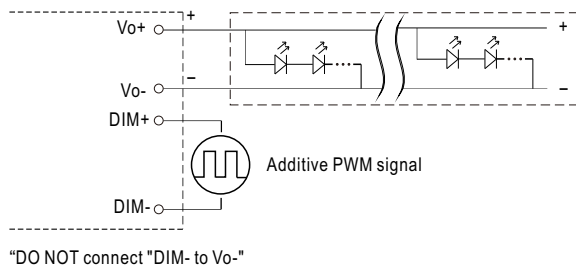 Vo+
+
+
Vo-
−
−
DIM+
Additive PWM signal
DIM-
“DO NOT connect "DIM- to Vo-"